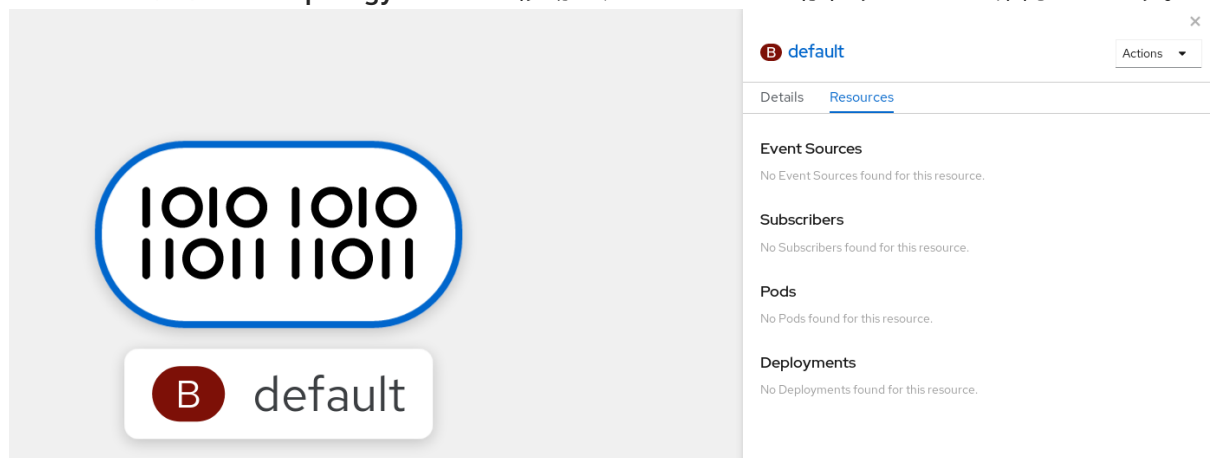 1010 1010
11011 11011
B default
×
B default
Actions
Details Resources
Event Sources
No Event Sources found for this resource.
Subscribers
No Subscribers found for this resource.
Pods
No Pods found for this resource.
Deployments
No Deployments found for this resource.